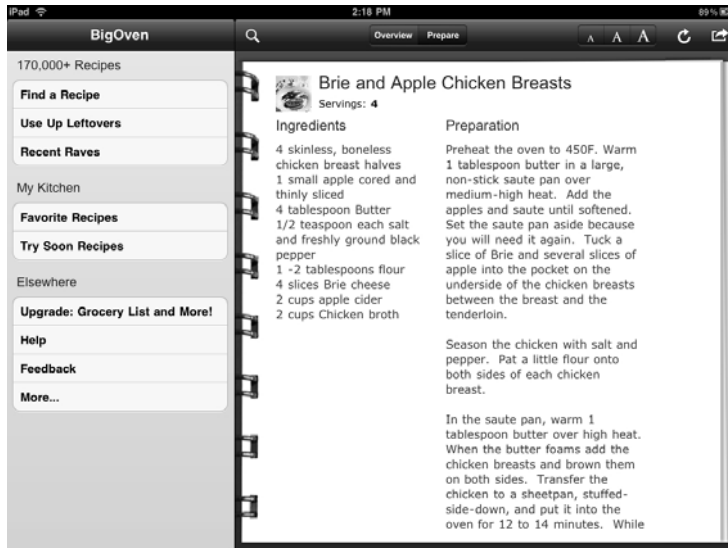 iPad
2:18 PM
89%
BigOven
Overview
Prepare
A A A
170,000+ Recipes
Find a Recipe
Use Up Leftovers
Recent Raves
My Kitchen
Favorite Recipes
Try Soon Recipes
Elsewhere
Upgrade: Grocery List and More!
Help
Feedback
More...
Brie and Apple Chicken Breasts
Servings: 4
Ingredients
4 skinless, boneless
chicken breast halves
1 small apple cored and
thinly sliced
4 tablespoon Butter
1/2 teaspoon each salt
and freshly ground black
pepper
1 -2 tablespoons flour
4 slices Brie cheese
2 cups apple cider
2 cups Chicken broth
Preparation
Preheat the oven to 450F. Warm
1 tablespoon butter in a large,
non-stick saute pan over
medium-high heat. Add the
apples and saute until softened.
Set the saute pan aside because
you will need it again. Tuck a
slice of Brie and several slices of
apple into the pocket on the
underside of the chicken breasts
between the breast and the
tenderloin.
Season the chicken with salt and
pepper. Pat a little flour onto
both sides of each chicken
breast.
In the saute pan, warm 1
tablespoon butter over high heat.
When the butter foams add the
chicken breasts and brown them
on both sides. Transfer the
chicken to a sheetpan, stuffed-
side-down, and put it into the
oven for 12 to 14 minutes. While